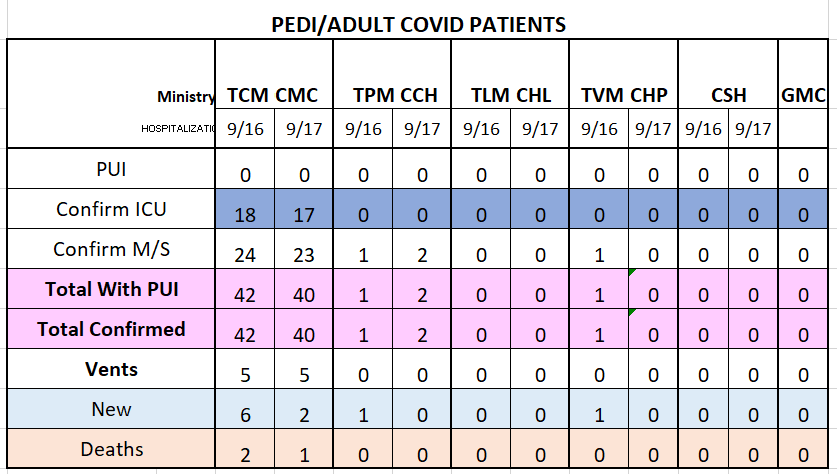 PEDI/ADULT COVID PATIENTS
Ministry TCM CMC TPM CCH TLM CHL TVM CHP CSH GMC
HOSPITALIZATIO 9/16 9/17 9/16 9/17 9/16 9/17 9/16 9/17 9/16 9/17
PUI 0 0 0 0 0 0 0 0 0 0 0
Confirm ICU 18 17 0 0 0 0 0 0 0 0 0
Confirm M/S 24 23 1 2 0 0 1 0 0 0 0
Total With PUI 42 40 1 2 0 0 1 0 0 0 0
Total Confirmed 42 40 1 2 0 0 1 0 0 0 0
Vents 5 5 0 0 0 0 0 0 0 0 0
New 6 2 1 0 0 0 1 0 0 0 0
Deaths 2 1 0 0 0 0 0 0 0 0 0